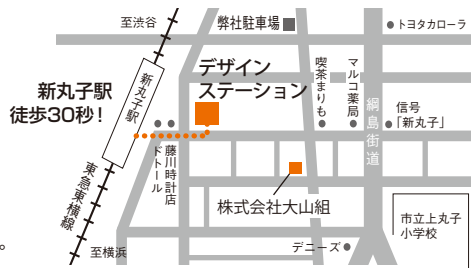 至渋谷
弊社駐車場
トヨタカローラ
新丸子駅
徒歩30秒!
新丸子駅
デザイン
ステーション
喫茶まりも
マルコ薬局
綱島街道
信号
「新丸子」
ドトール
藤川時計店
東急東横線
株式会社大山組
市立上丸子
小学校
デニーズ
至横浜
。